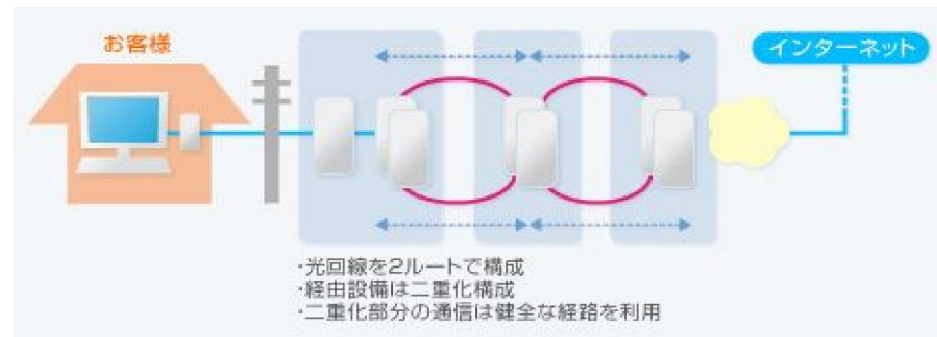 お客様
インターネット
・光回線を2ルートで構成
・経由設備は二重化構成
・二重化部分の通信は健全な経路を利用